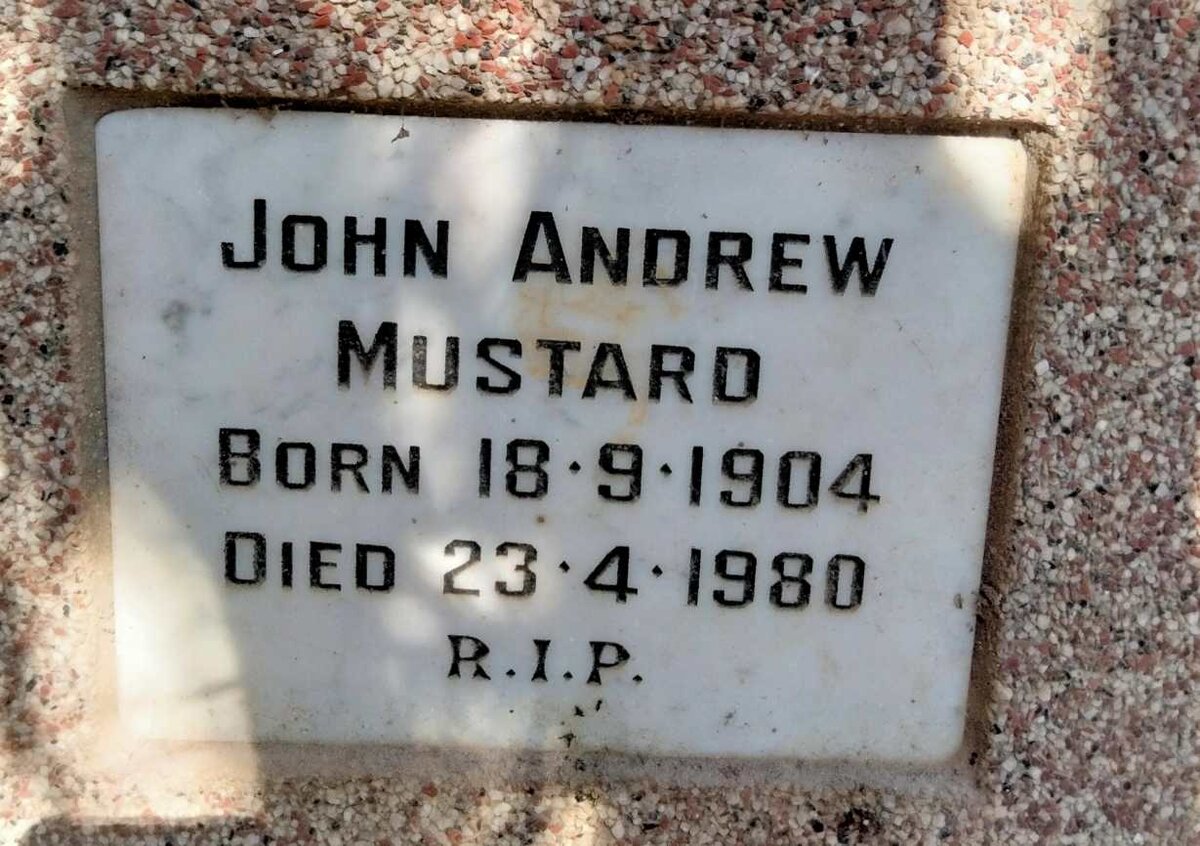 JOHN ANDREW
MUSTARD
BORN 18·9·1904
DIED 23·4·1980
R.I.P.